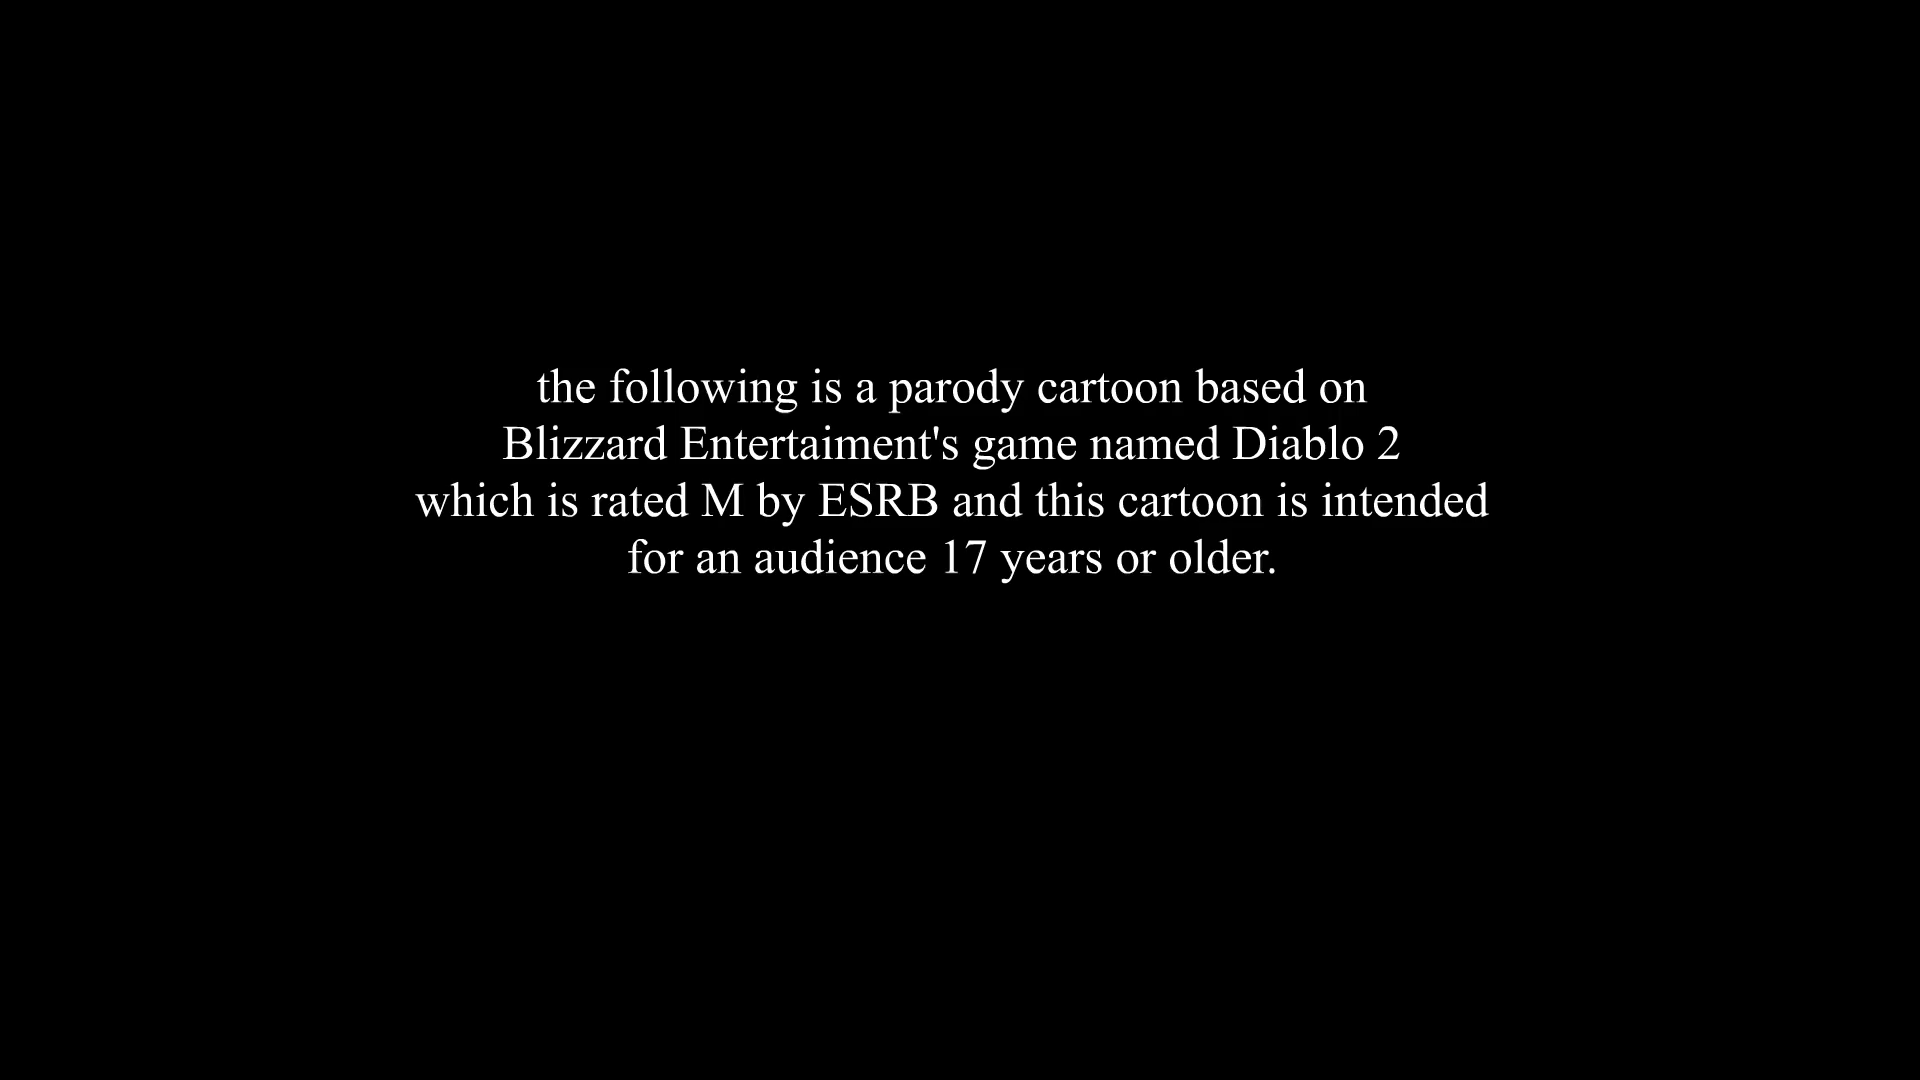 the following is a parody cartoon based on
Blizzard Entertaiment's game named Diablo 2
which is rated M by ESRB and this cartoon is intended
for an audience 17 years or older.